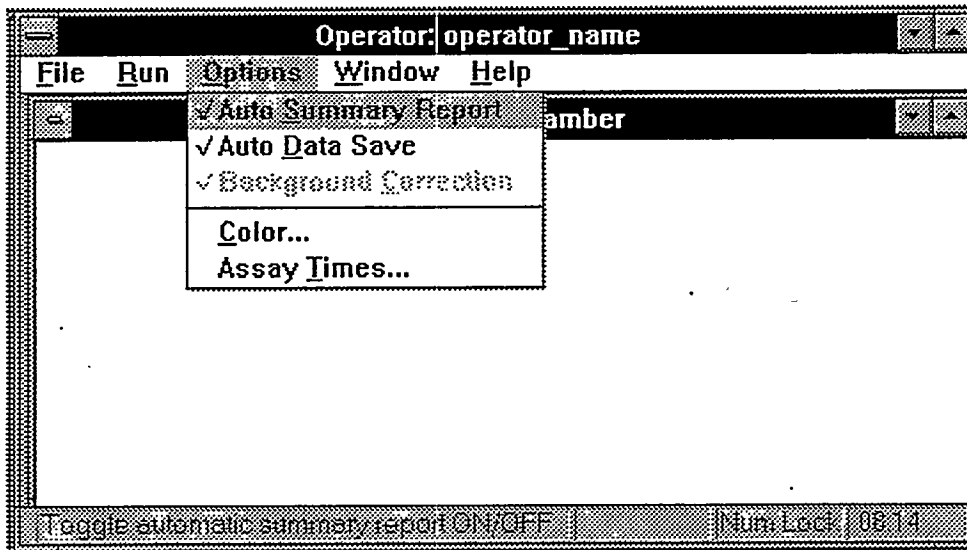 Operator: operator_name
File Run Options Window Help
amber
√Auto Summary Report
√Auto Data Save
√Background Correction
Color...
Assay Times...
Toggle automatic summary report ON/OFF Num Lock 08:14